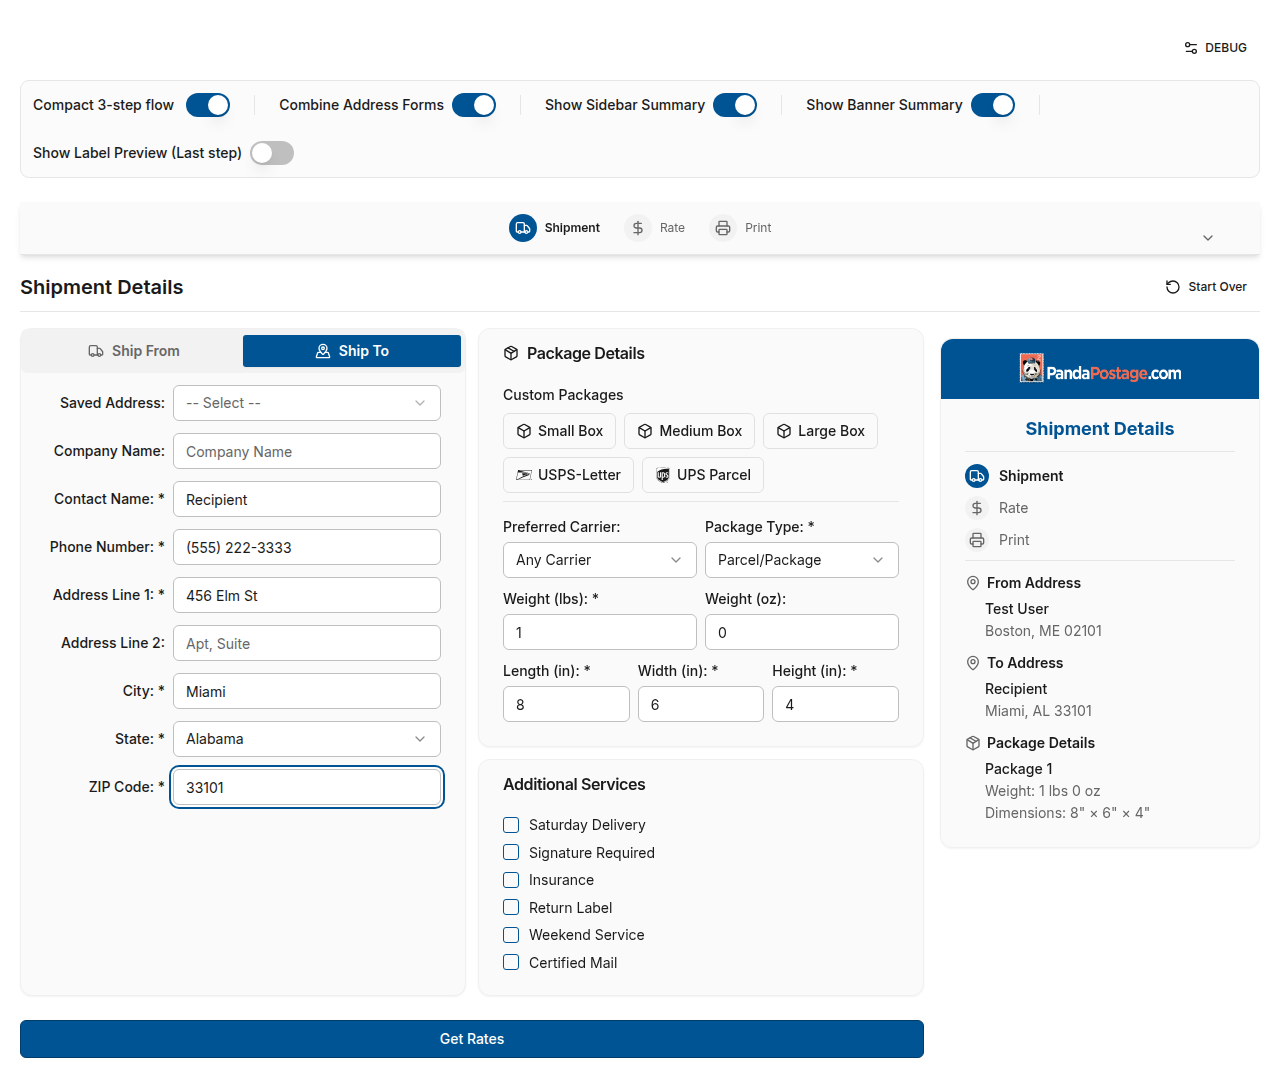 DEBUG
Compact 3-step flow
Combine Address Forms
Show Sidebar Summary
Show Banner Summary
Show Label Preview (Last step)
Shipment
Rate
Print
Shipment Details
Start Over
Ship From
Ship To
Saved Address: -- Select --
Company Name: Company Name
Contact Name: * Recipient
Phone Number: * (555) 222-3333
Address Line 1: * 456 Elm St
Address Line 2: Apt, Suite
City: * Miami
State: * Alabama
ZIP Code: * 33101
Package Details
Custom Packages
Small Box
Medium Box
Large Box
USPS-Letter
UPS Parcel
Preferred Carrier: Package Type: *
Any Carrier Parcel/Package
Weight (lbs): * Weight (oz):
1 0
Length (in): * Width (in): * Height (in): *
8 6 4
Additional Services
Saturday Delivery
Signature Required
Insurance
Return Label
Weekend Service
Certified Mail
PandaPostage.com
Shipment Details
Shipment
Rate
Print
From Address
Test User
Boston, ME 02101
To Address
Recipient
Miami, AL 33101
Package Details
Package 1
Weight: 1 lbs 0 oz
Dimensions: 8" × 6" × 4"
Get Rates